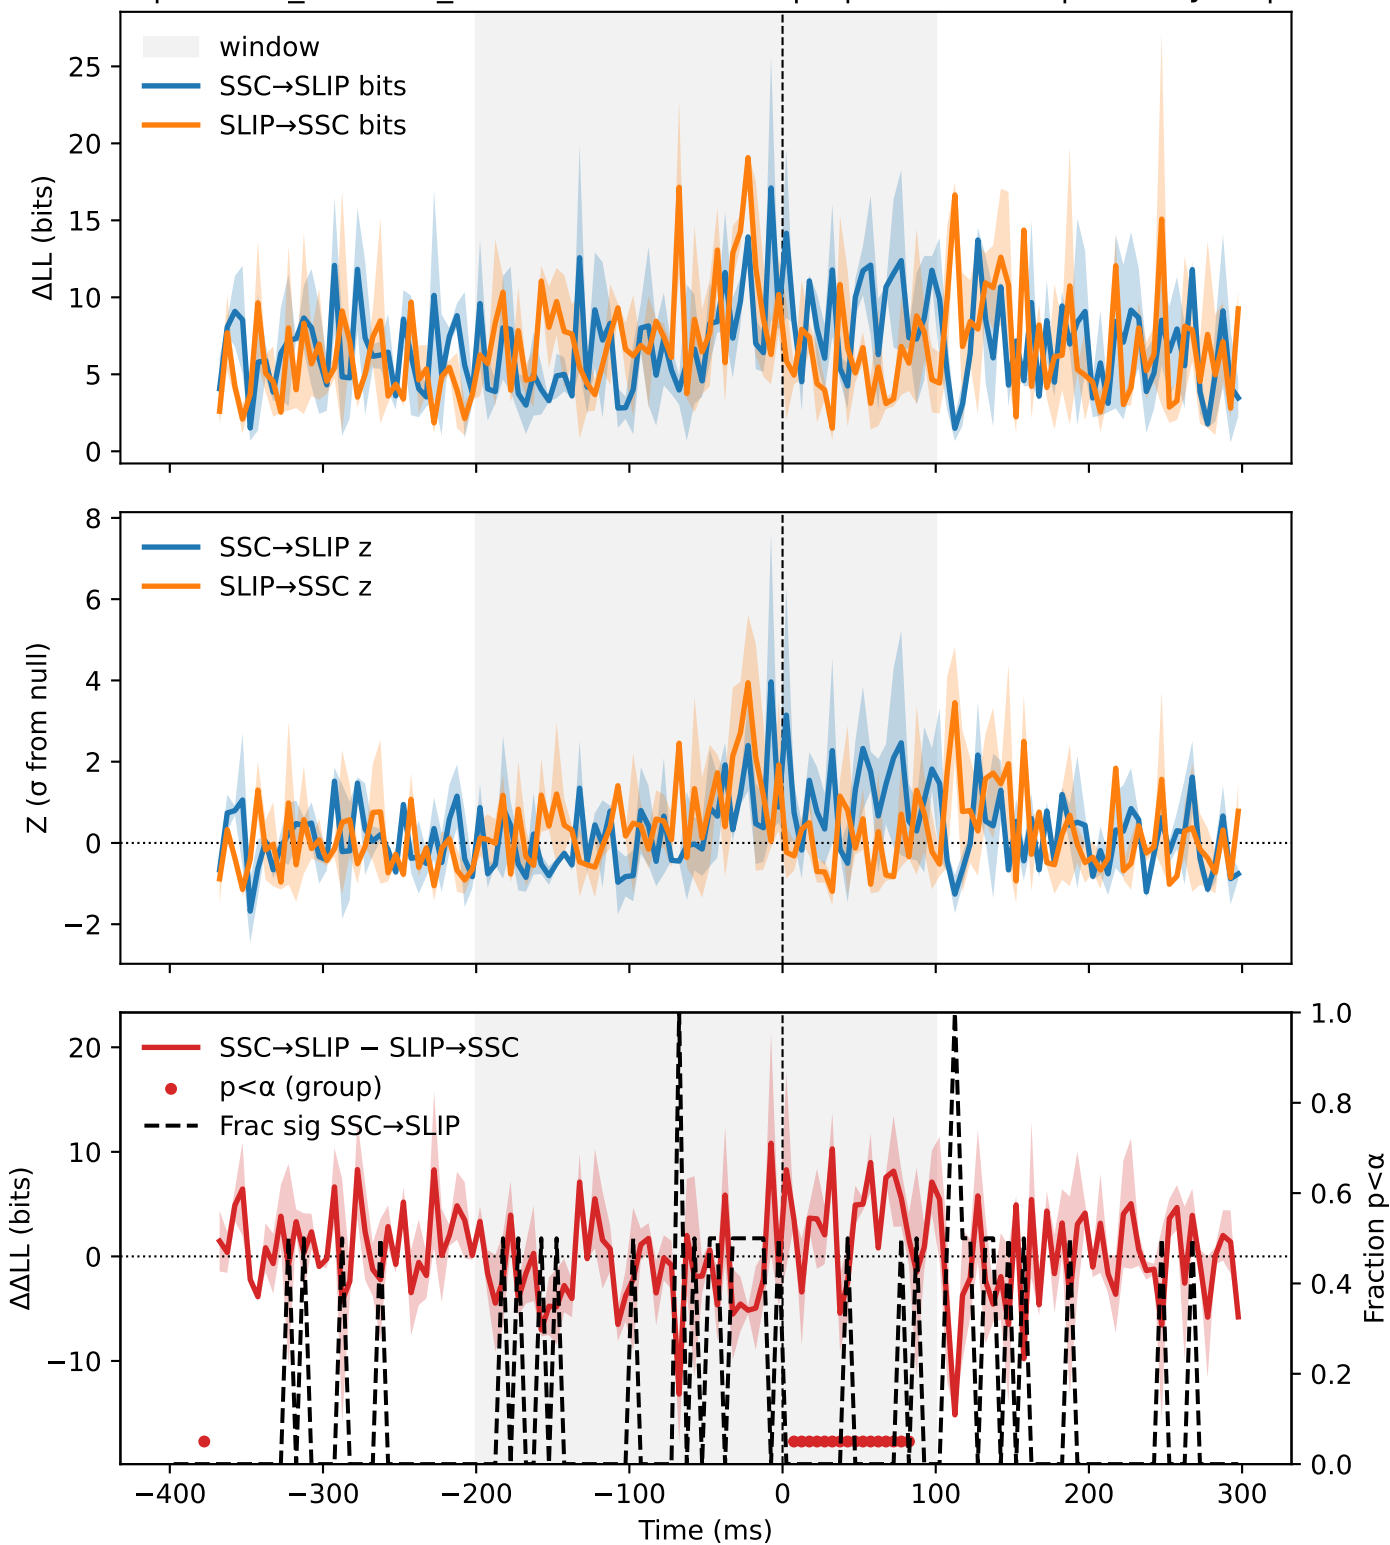 window
SSC→SLIP bits
SLIP→SSC bits
25
20
15
10
5
0
ΔLL (bits)
SSC→SLIP z
SLIP→SSC z
8
6
4
2
0
−2
Z (σ from null)
SSC→SLIP − SLIP→SSC
p<α (group)
Frac sig SSC→SLIP
20
10
0
−10
ΔΔLL (bits)
1.0
0.8
0.6
0.4
0.2
0.0
Fraction p<α
−400 −300 −200 −100 0 100 200 300
Time (ms)